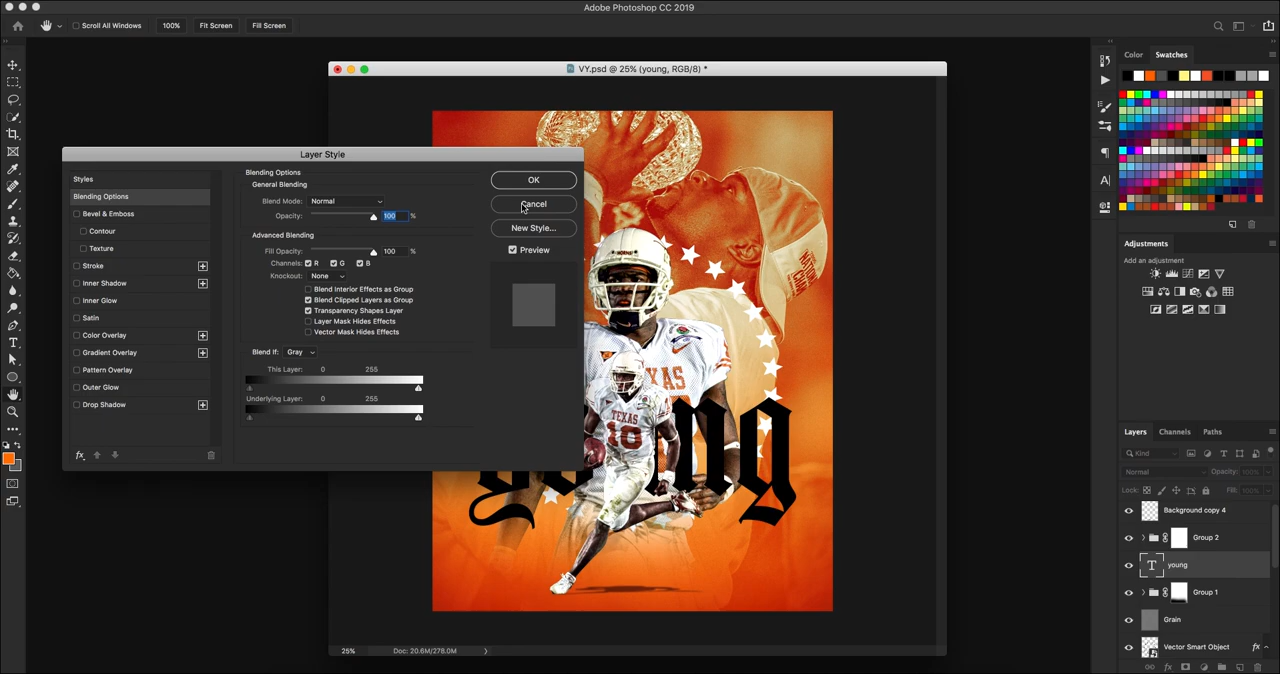 Adobe Photoshop CC 2019
Scroll All Windows
100%
Fit Screen
Fill Screen
VY.psd @ 25% (young, RGB/8) *
Color
Swatches
Layer Style
Styles
Blending Options
Bevel & Emboss
Contour
Texture
Stroke
Inner Shadow
Inner Glow
Satin
Color Overlay
Gradient Overlay
Pattern Overlay
Outer Glow
Drop Shadow
fx
Blending Options
General Blending
Blend Mode: Normal
Opacity: 100 %
Advanced Blending
Fill Opacity: 100 %
Channels: R G B
Knockout: None
Blend Interior Effects as Group
Blend Clipped Layers as Group
Transparency Shapes Layer
Layer Mask Hides Effects
Vector Mask Hides Effects
Blend If: Gray
This Layer: 0 255
Underlying Layer: 0 255
OK
Cancel
New Style...
Preview
TEXAS
10
25%
Doc: 20.6M/278.0M
Adjustments
Add an adjustment
Layers
Channels
Paths
Kind
Normal
Opacity: 100%
Lock:
Fill: 100%
Background copy 4
Group 2
young
Group 1
Grain
Vector Smart Object
fx